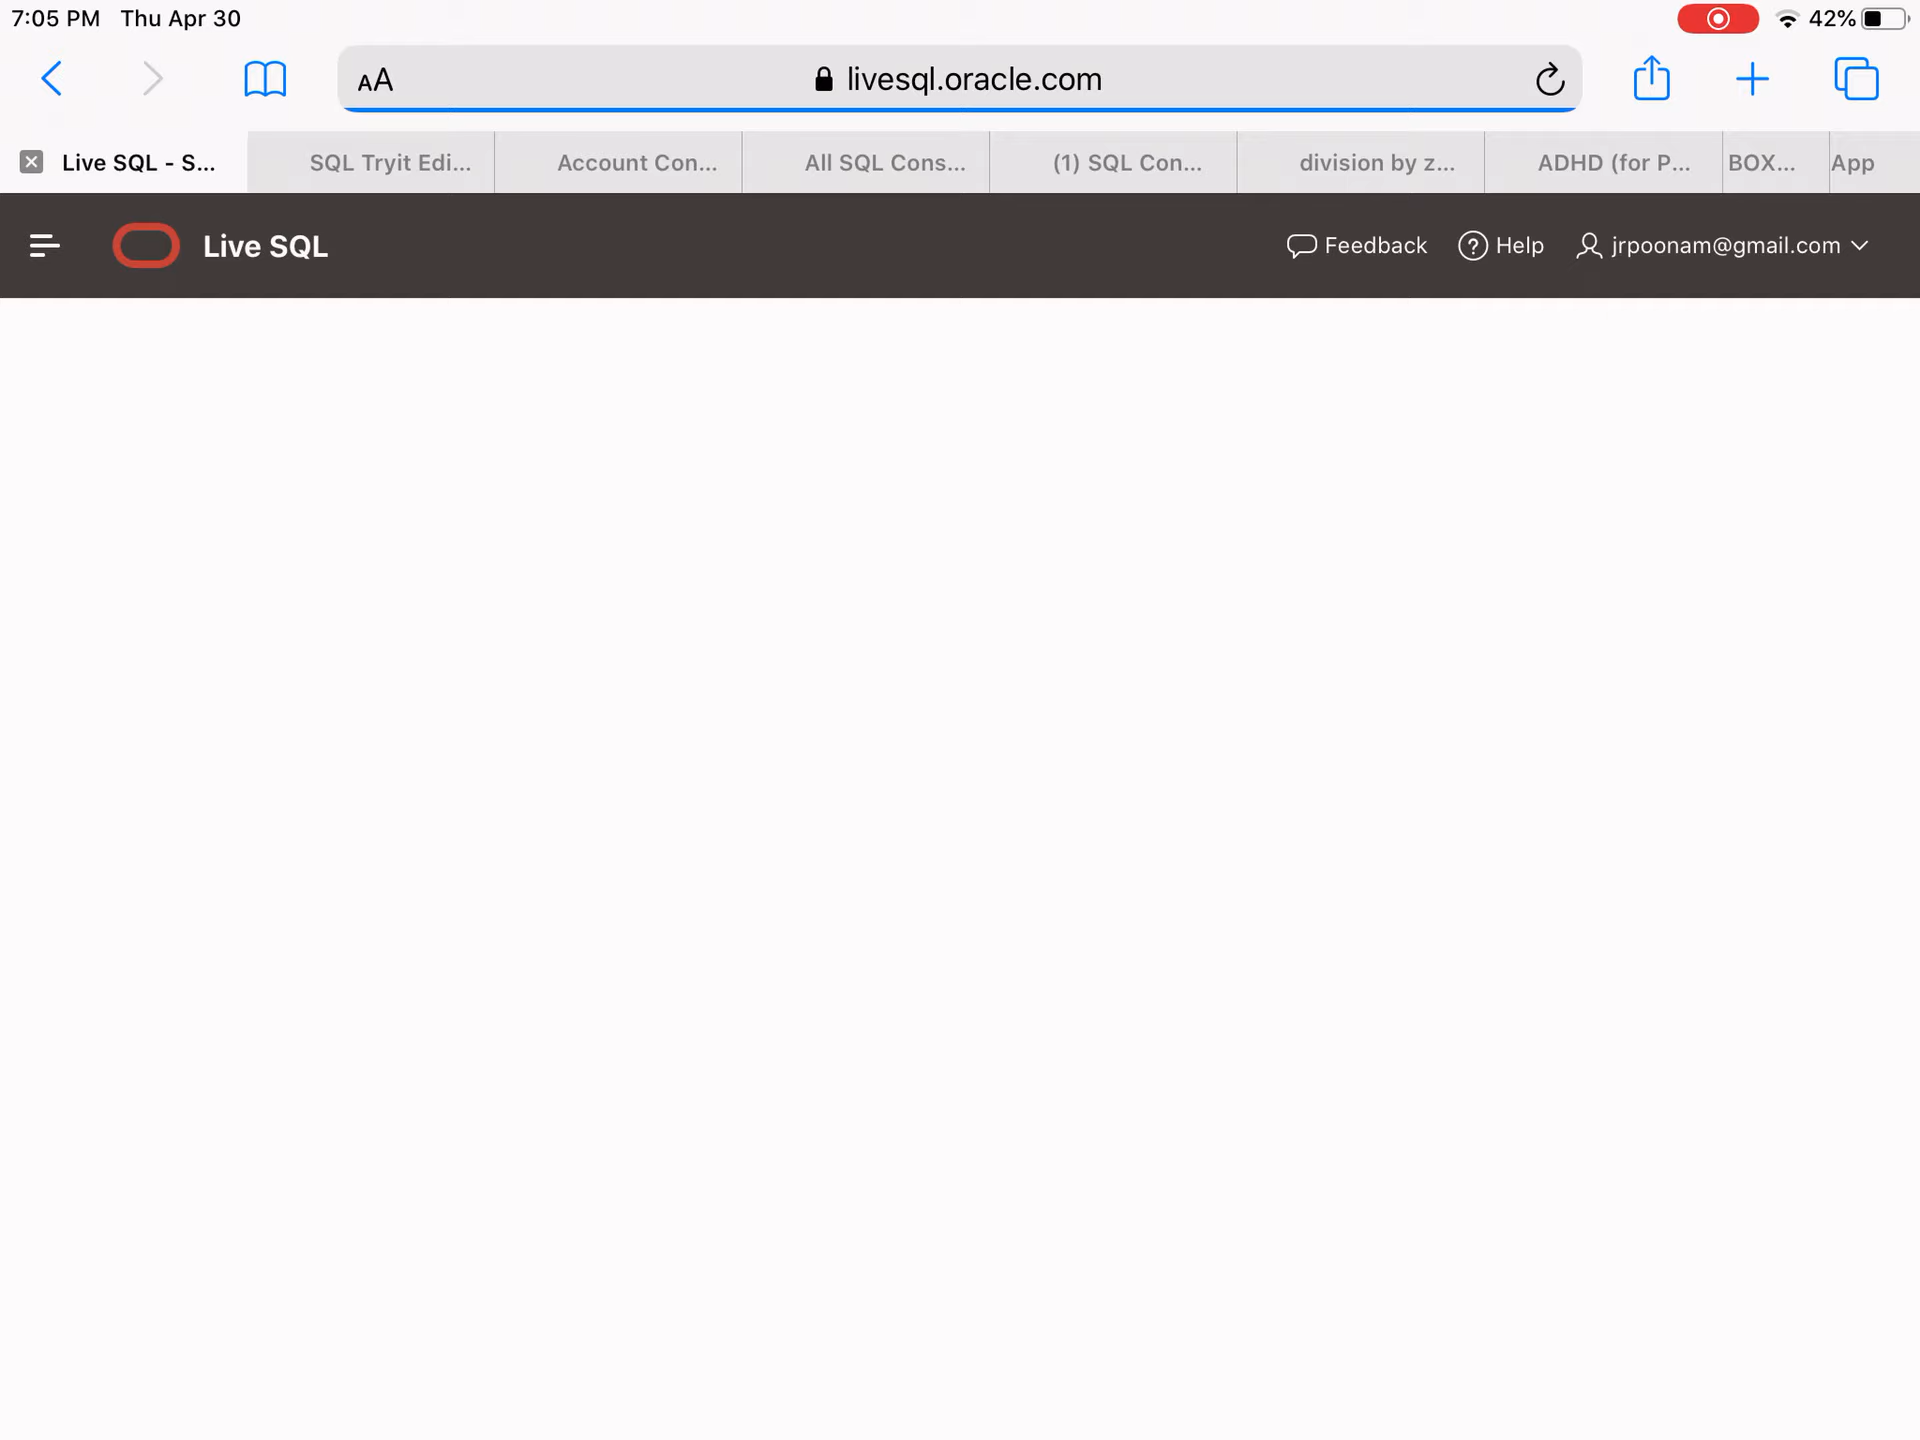 7:05 PM Thu Apr 30
42%
AA
livesql.oracle.com
Live SQL - S...
SQL Tryit Edi...
Account Con...
All SQL Cons...
(1) SQL Con...
division by z...
ADHD (for P...
BOX...
App
Live SQL
Feedback
? Help
jrpoonam@gmail.com